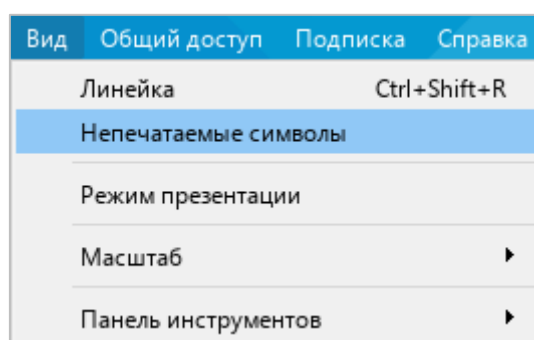 Вид Общий доступ Подписка Справка
Линейка Ctrl+Shift+R
Непечатаемые символы
Режим презентации
Масштаб
Панель инструментов